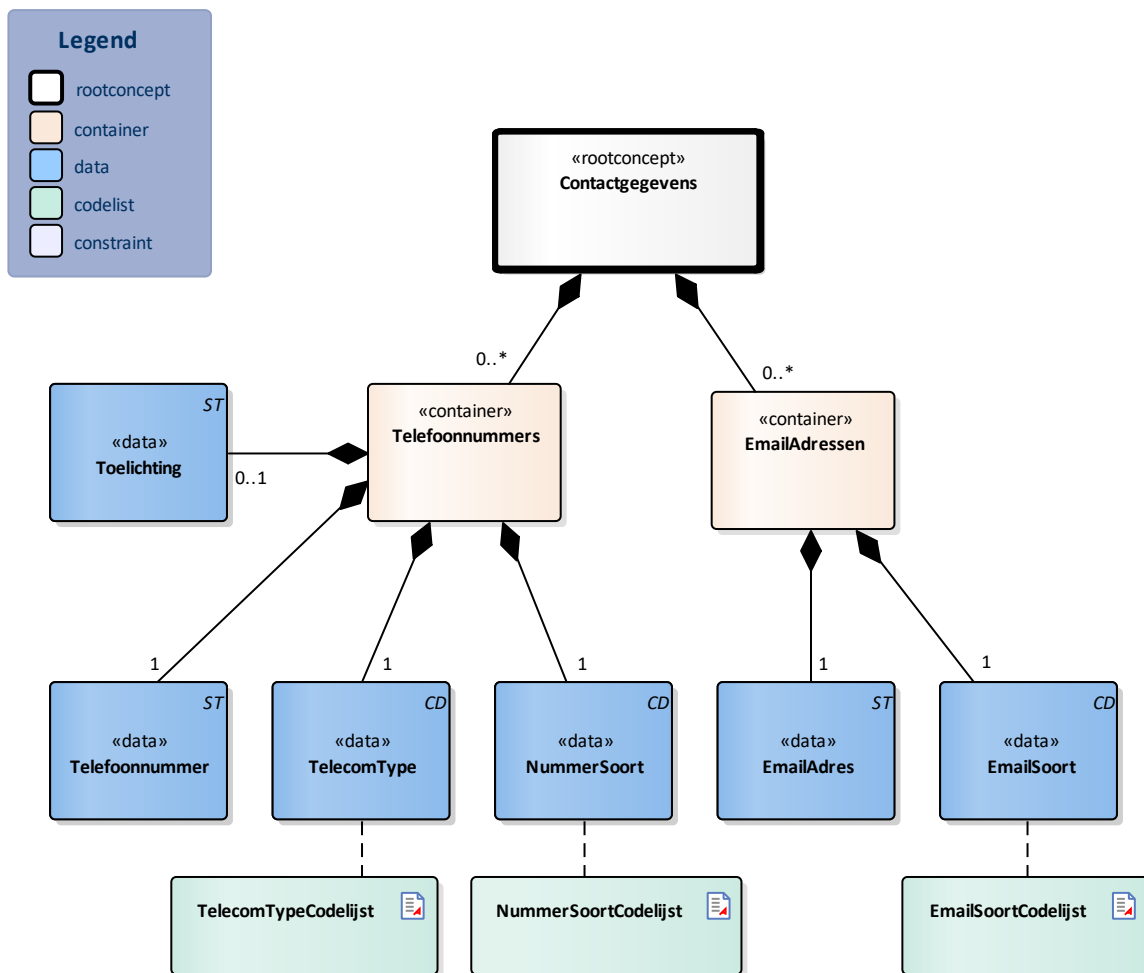 Legend
rootconcept
container
data
codelist
constraint
«rootconcept»
Contactgegevens
0..*
0..*
ST
«data»
Toelichting
0..1
«container»
Telefoonnummers
«container»
EmailAdressen
1
1
1
1
1
ST
«data»
Telefoonnummer
CD
«data»
TelecomType
CD
«data»
NummerSoort
ST
«data»
EmailAdres
CD
«data»
EmailSoort
TelecomTypeCodelijst
NummerSoortCodelijst
EmailSoortCodelijst